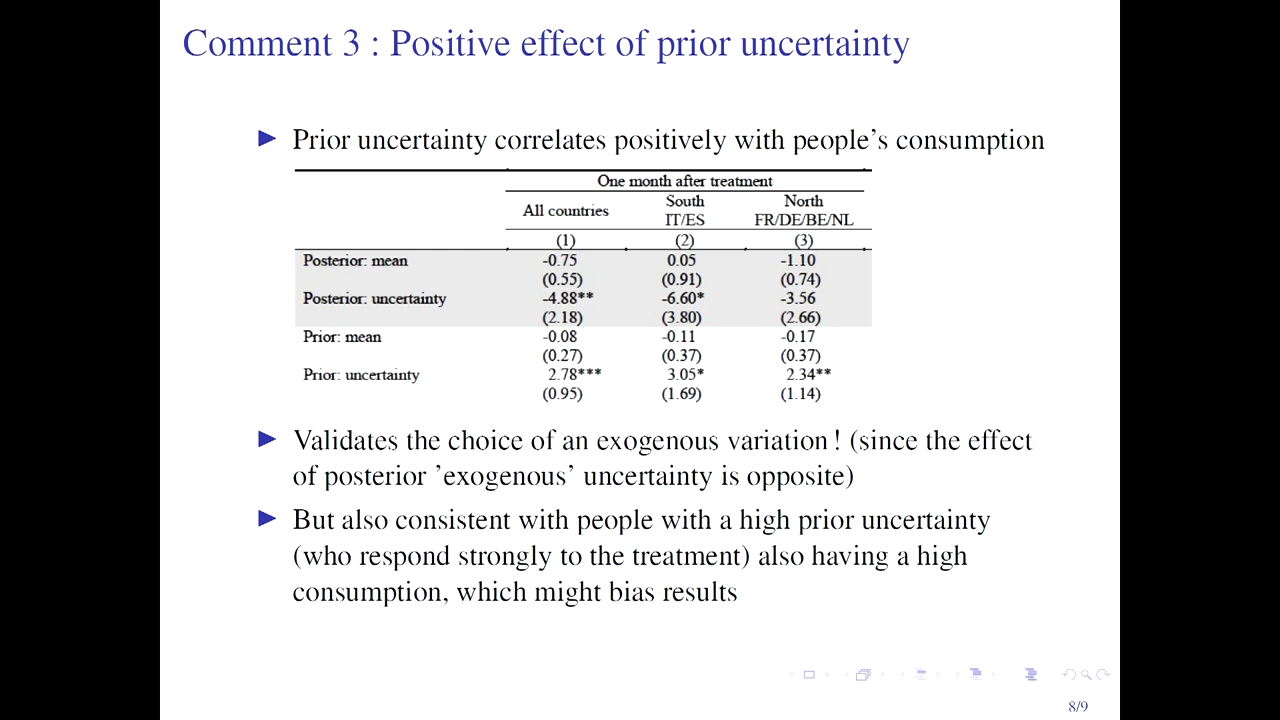 Comment 3 : Positive effect of prior uncertainty
Prior uncertainty correlates positively with people's consumption
One month after treatment
All countries South IT/ES North FR/DE/BE/NL
(1) (2) (3)
Posterior: mean -0.75 0.05 -1.10
(0.55) (0.91) (0.74)
Posterior: uncertainty -4.88** -6.60* -3.56
(2.18) (3.80) (2.66)
Prior: mean -0.08 -0.11 -0.17
(0.27) (0.37) (0.37)
Prior: uncertainty 2.78*** 3.05* 2.34**
(0.95) (1.69) (1.14)
Validates the choice of an exogenous variation ! (since the effect
of posterior 'exogenous' uncertainty is opposite)
But also consistent with people with a high prior uncertainty
(who respond strongly to the treatment) also having a high
consumption, which might bias results
8/9